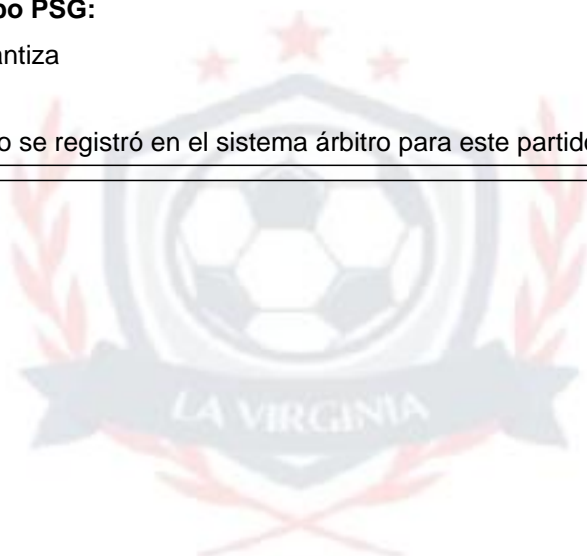 po PSG:
antiza
o se registró en el sistema árbitro para este partido
LA VIRGINIA